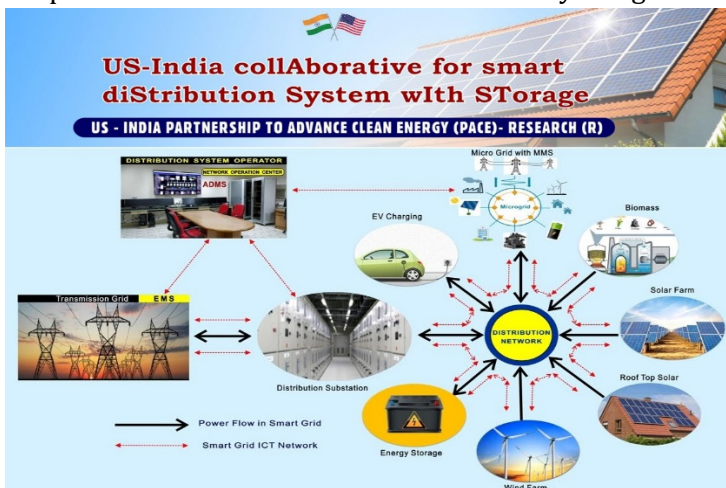 US-India collAborative for smart
diStribution System wIth STorage
US - INDIA PARTNERSHIP TO ADVANCE CLEAN ENERGY (PACE)- RESEARCH (R)
DISTRIBUTION SYSTEM OPERATOR
NETWORK OPERATION CENTER
ADMS
Micro Grid with MMS
Microgrid
EV Charging
Biomass
Solar Farm
Transmission Grid
EMS
DISTRIBUTION
NETWORK
Distribution Substation
Roof Top Solar
Power Flow in Smart Grid
Smart Grid ICT Network
Energy Storage
Wind Farm